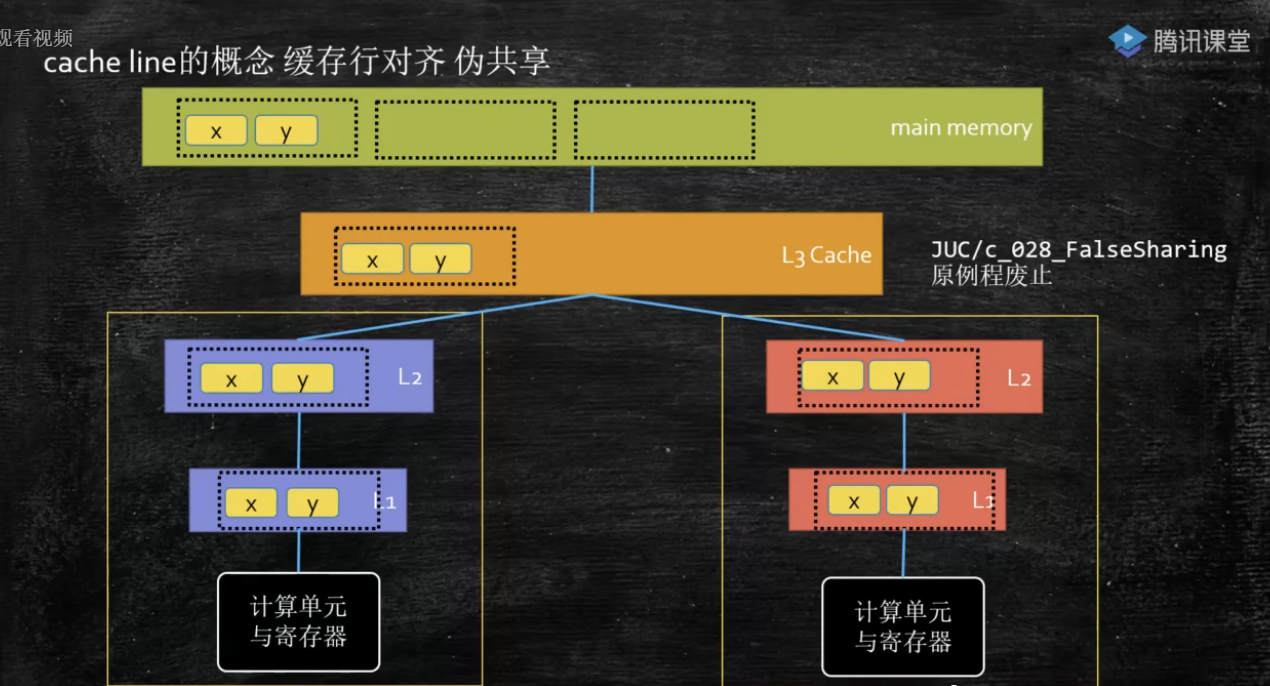 观看视频
腾讯课堂
cache line的概念 缓存行对齐 伪共享
x y
main memory
x y
L3 Cache
JUC/c_028_FalseSharing
原例程废止
x y
L2
x y
L2
x y
L1
x y
L1
计算单元
与寄存器
计算单元
与寄存器